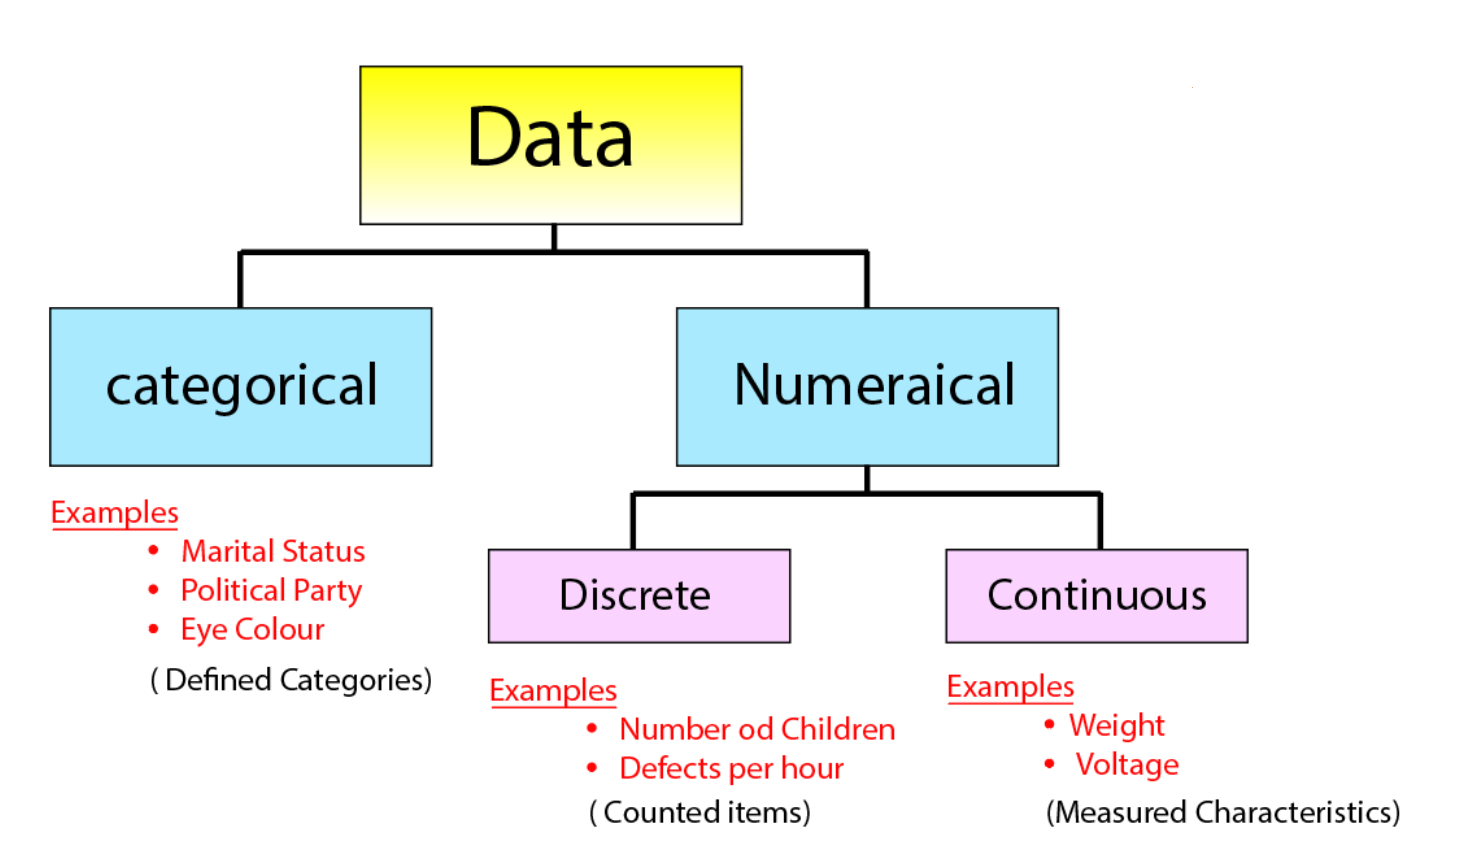 Data
categorical
Numeraical
Examples
• Marital Status
• Political Party
• Eye Colour
( Defined Categories)
Discrete
Continuous
Examples
• Number od Children
• Defects per hour
( Counted items)
Examples
• Weight
• Voltage
(Measured Characteristics)